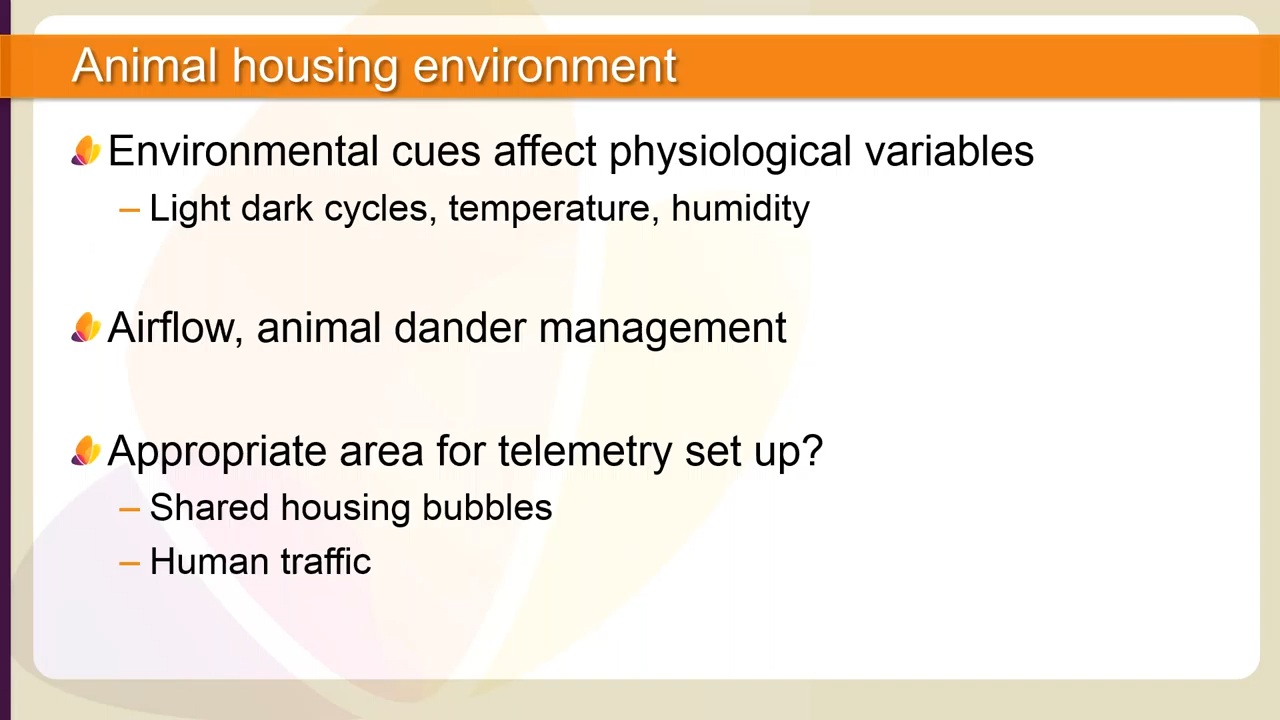 Animal housing environment
Environmental cues affect physiological variables
– Light dark cycles, temperature, humidity
Airflow, animal dander management
Appropriate area for telemetry set up?
– Shared housing bubbles
– Human traffic